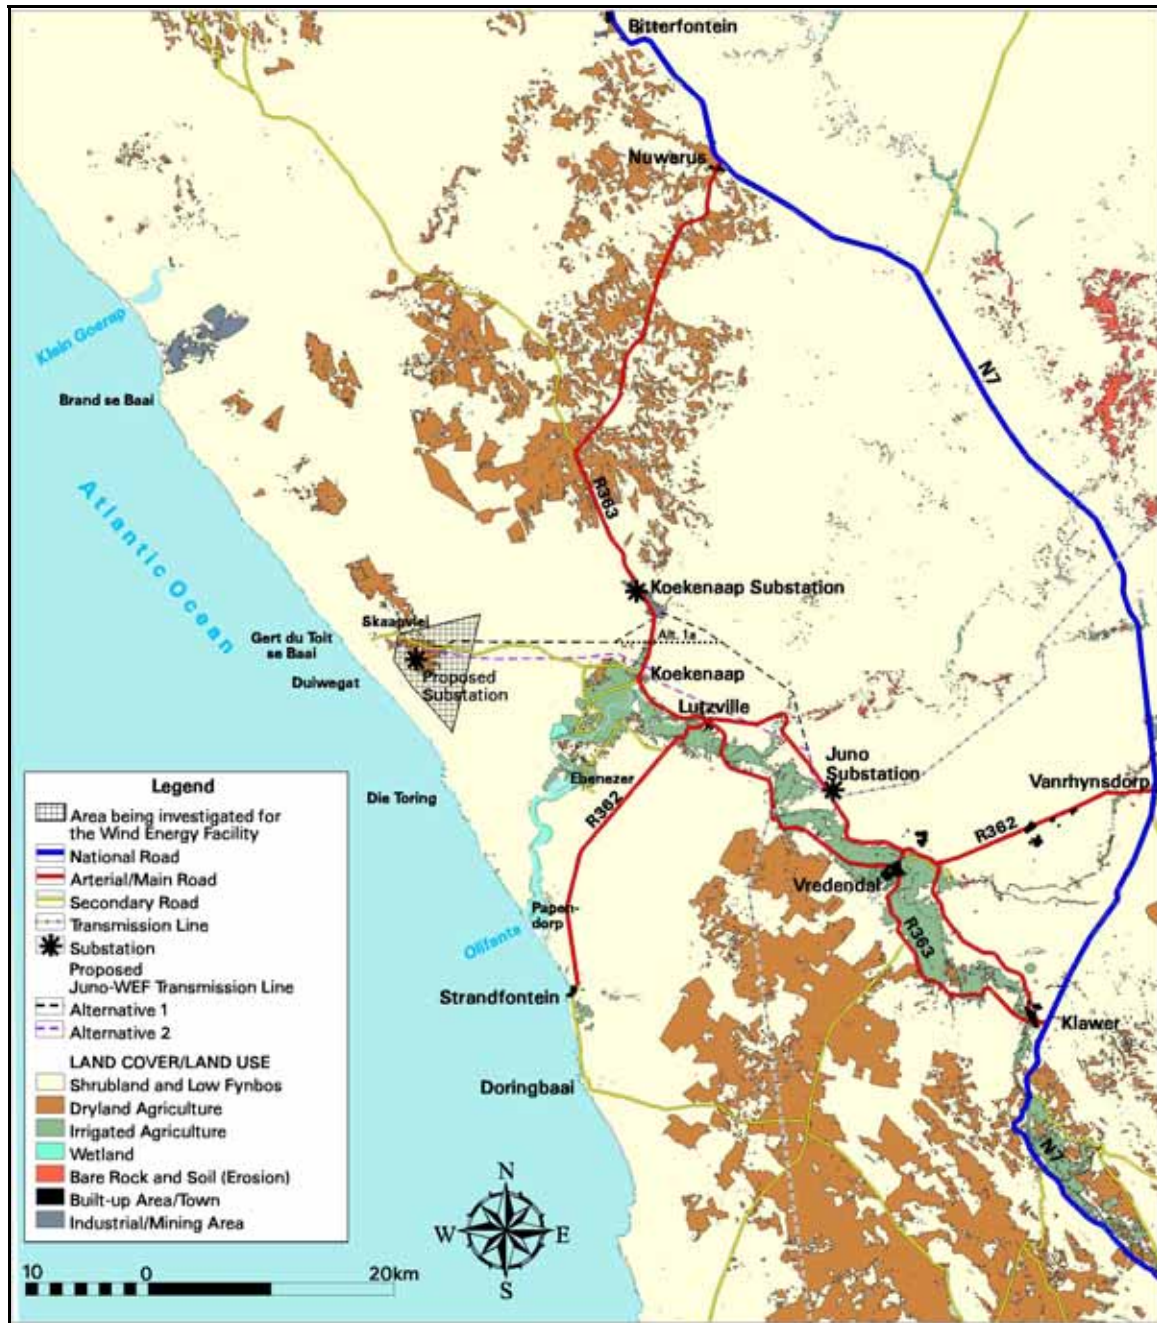 Bitterfontein
Nuwerus
N7
Klein Goerap
Brand se Baai
Atlantic Ocean
R363
Koekenaap Substation
Skaapvlei
Alt. 1a
Gert du Toit
se Baai
Duiwegat
Proposed
Substation
Koekenaap
Lutzville
Juno
Substation
Vanrhynsdorp
Ebenezer
Die Toring
R362
R362
Vredendal
Papen-
dorp
R363
Olifants
Strandfontein
Klawer
Doringbaai
N7
Legend
Area being investigated for
the Wind Energy Facility
National Road
Arterial/Main Road
Secondary Road
Transmission Line
Substation
Proposed
Juno-WEF Transmission Line
Alternative 1
Alternative 2
LAND COVER/LAND USE
Shrubland and Low Fynbos
Dryland Agriculture
Irrigated Agriculture
Wetland
Bare Rock and Soil (Erosion)
Built-up Area/Town
Industrial/Mining Area
N
W E
S
10 0 20km